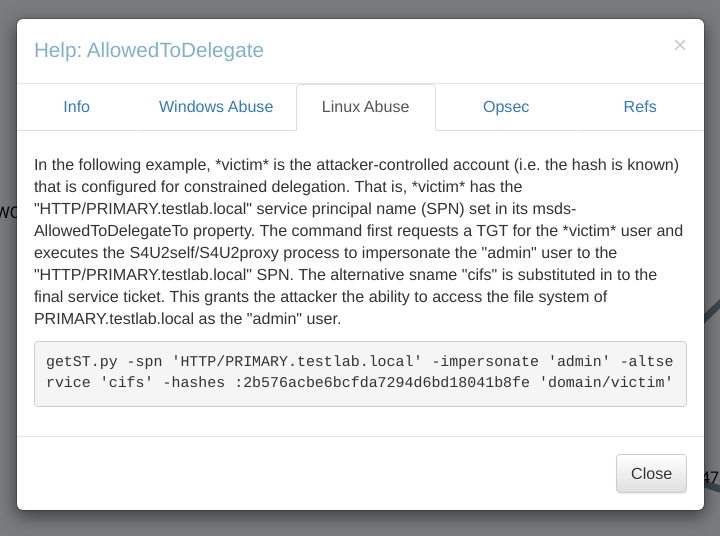 Help: AllowedToDelegate
×
Info Windows Abuse Linux Abuse Opsec Refs
In the following example, *victim* is the attacker-controlled account (i.e. the hash is known)
that is configured for constrained delegation. That is, *victim* has the
"HTTP/PRIMARY.testlab.local" service principal name (SPN) set in its msds-
AllowedToDelegateTo property. The command first requests a TGT for the *victim* user and
executes the S4U2self/S4U2proxy process to impersonate the "admin" user to the
"HTTP/PRIMARY.testlab.local" SPN. The alternative sname "cifs" is substituted in to the
final service ticket. This grants the attacker the ability to access the file system of
PRIMARY.testlab.local as the "admin" user.
getST.py -spn 'HTTP/PRIMARY.testlab.local' -impersonate 'admin' -altse
rvice 'cifs' -hashes :2b576acbe6bcfda7294d6bd18041b8fe 'domain/victim'
Close
47